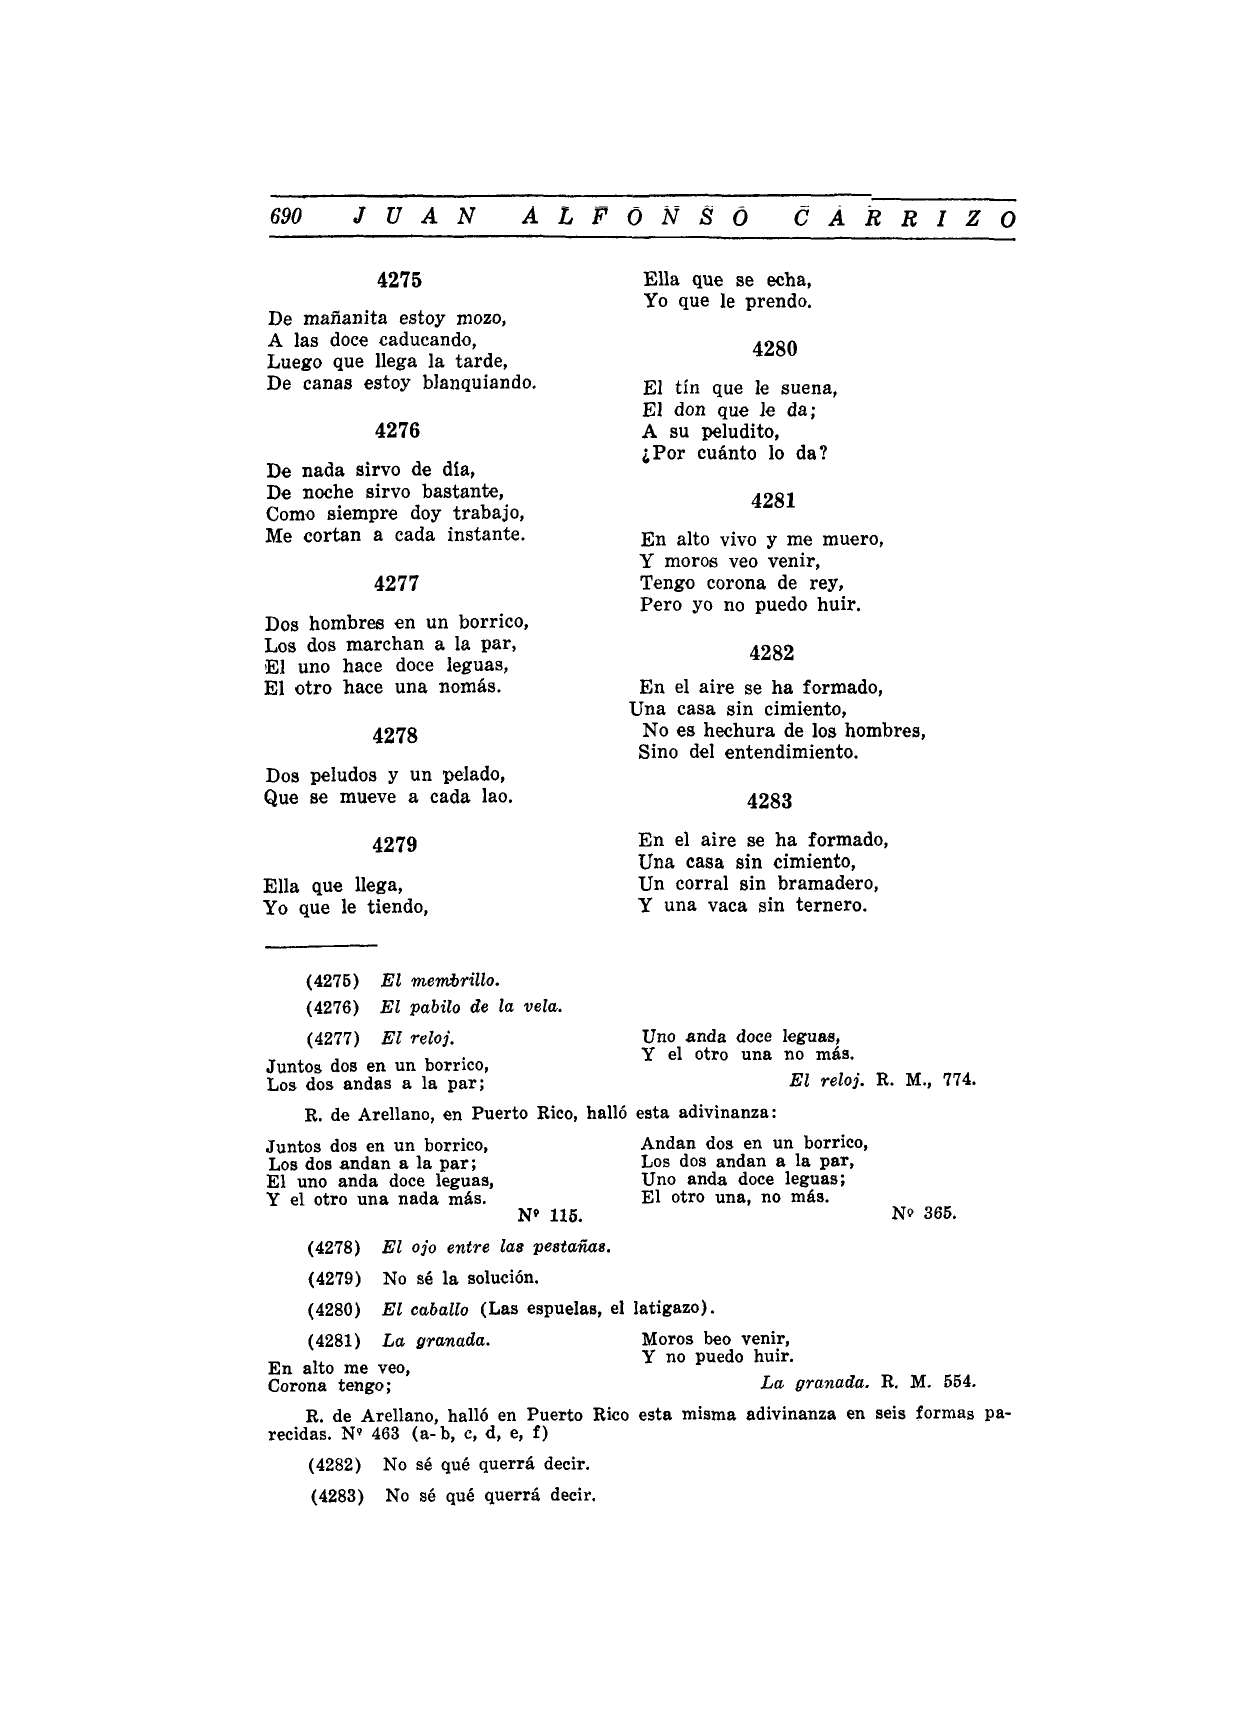 690 JUAN ALFONSO CARRIZO
4275
De mañanita estoy mozo,
A las doce caducando,
Luego que llega la tarde,
De canas estoy blanquiando.
4276
De nada sirvo de día,
De noche sirvo bastante,
Como siempre doy trabajo,
Me cortan a cada instante.
4277
Dos hombres en un borrico,
Los dos marchan a la par,
El uno hace doce leguas,
El otro hace una nomás.
4278
Dos peludos y un pelado,
Que se mueve a cada lao.
4279
Ella que llega,
Yo que le tiendo,
Ella que se echa,
Yo que le prendo.
4280
El tín que le suena,
El don que le da;
A su peludito,
¿Por cuánto lo da?
4281
En alto vivo y me muero,
Y moros veo venir,
Tengo corona de rey,
Pero yo no puedo huir.
4282
En el aire se ha formado,
Una casa sin cimiento,
No es hechura de los hombres,
Sino del entendimiento.
4283
En el aire se ha formado,
Una casa sin cimiento,
Un corral sin bramadero,
Y una vaca sin ternero.
(4275) El membrillo.
(4276) El pabilo de la vela.
(4277) El reloj.
Juntos dos en un borrico,
Los dos andas a la par;
Uno anda doce leguas,
Y el otro una no más.
El reloj. R. M., 774.
R. de Arellano, en Puerto Rico, halló esta adivinanza:
Juntos dos en un borrico,
Los dos andan a la par;
El uno anda doce leguas,
Y el otro una nada más.
Nº 115.
Andan dos en un borrico,
Los dos andan a la par,
Uno anda doce leguas;
El otro una, no más.
Nº 365.
(4278) El ojo entre las pestañas.
(4279) No sé la solución.
(4280) El caballo (Las espuelas, el latigazo).
(4281) La granada.
En alto me veo,
Corona tengo;
Moros beo venir,
Y no puedo huir.
La granada. R. M. 554.
R. de Arellano, halló en Puerto Rico esta misma adivinanza en seis formas pa-
recidas. Nº 463 (a-b, c, d, e, f)
(4282) No sé qué querrá decir.
(4283) No sé qué querrá decir.